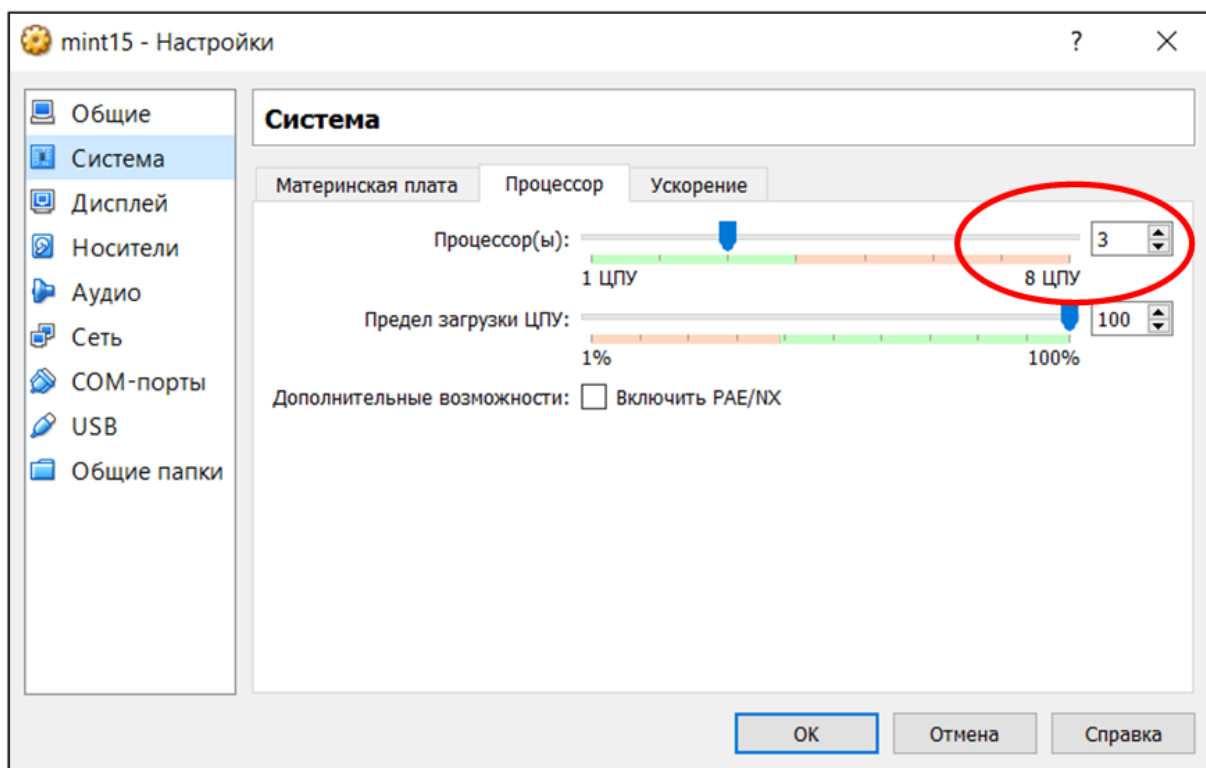 mint15 - Настройки
?
Общие
Система
Дисплей
Носители
Аудио
Сеть
COM-порты
USB
Общие папки
Система
Материнская плата
Процессор
Ускорение
Процессор(ы):
3
1 ЦПУ
8 ЦПУ
Предел загрузки ЦПУ:
100
1%
100%
Дополнительные возможности:
Включить PAE/NX
OK
Отмена
Справка